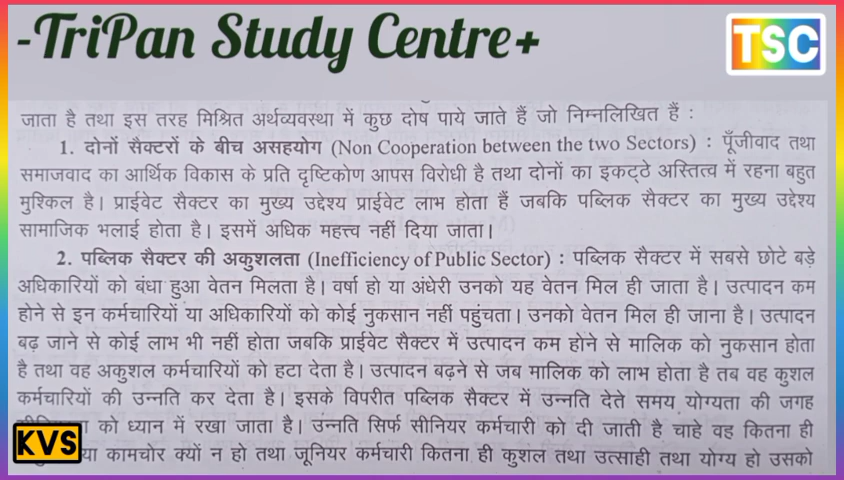 -TriPan Study Centre+
TSC
जाता है तथा इस तरह मिश्रित अर्थव्यवस्था में कुछ दोष पाये जाते हैं जो निम्नलिखित हैं :
1. दोनों सैक्टरों के बीच असहयोग (Non Cooperation between the two Sectors) : पूँजीवाद तथा
समाजवाद का आर्थिक विकास के प्रति दृष्टिकोण आपस विरोधी है तथा दोनों का इकट्ठे अस्तित्व में रहना बहुत
मुश्किल है। प्राईवेट सैक्टर का मुख्य उद्देश्य प्राईवेट लाभ होता हैं जबकि पब्लिक सैक्टर का मुख्य उद्देश्य
सामाजिक भलाई होता है। इसमें अधिक महत्त्व नहीं दिया जाता।
2. पब्लिक सैक्टर की अकुशलता (Inefficiency of Public Sector) : पब्लिक सैक्टर में सबसे छोटे बड़े
अधिकारियों को बंधा हुआ वेतन मिलता है। वर्षा हो या अंधेरी उनको यह वेतन मिल ही जाता है। उत्पादन कम
होने से इन कर्मचारियों या अधिकारियों को कोई नुकसान नहीं पहुंचता। उनको वेतन मिल ही जाना है। उत्पादन
बढ़ जाने से कोई लाभ भी नहीं होता जबकि प्राईवेट सैक्टर में उत्पादन कम होने से मालिक को नुकसान होता
है तथा वह अकुशल कर्मचारियों को हटा देता है। उत्पादन बढ़ने से जब मालिक को लाभ होता है तब वह कुशल
कर्मचारियों की उन्नति कर देता है। इसके विपरीत पब्लिक सैक्टर में उन्नति देते समय योग्यता की जगह
को ध्यान में रखा जाता है। उन्नति सिर्फ सीनियर कर्मचारी को दी जाती है चाहे वह कितना ही
KVS
या कामचोर क्यों न हो तथा जूनियर कर्मचारी कितना ही कुशल तथा उत्साही तथा योग्य हो उसको